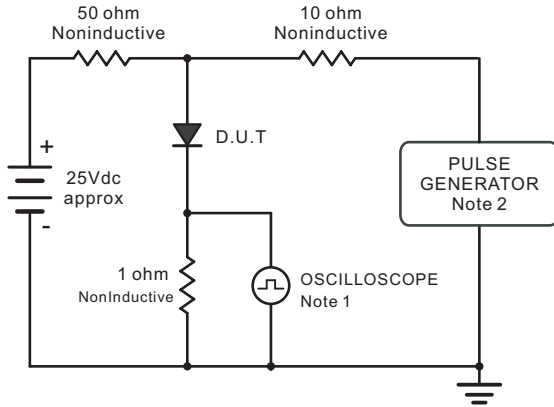 50 ohm
Noninductive
10 ohm
Noninductive
+
D.U.T
25Vdc
approx
-
PULSE
GENERATOR
Note 2
1 ohm
NonInductive
OSCILLOSCOPE
Note 1